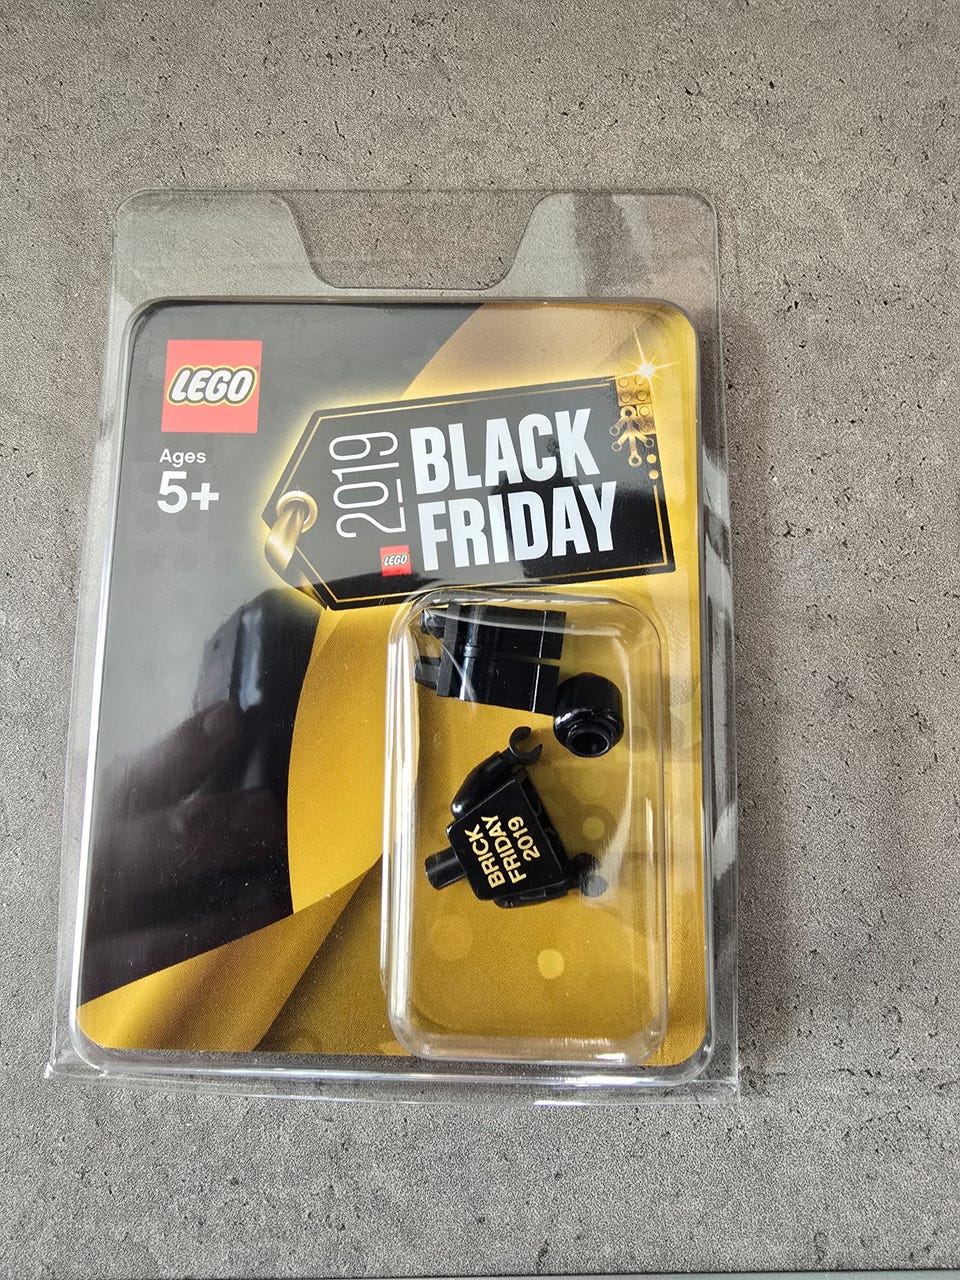 LEGO
Ages
5+
2019
BLACK
FRIDAY
LEGO
BRICK
FRIDAY
2019